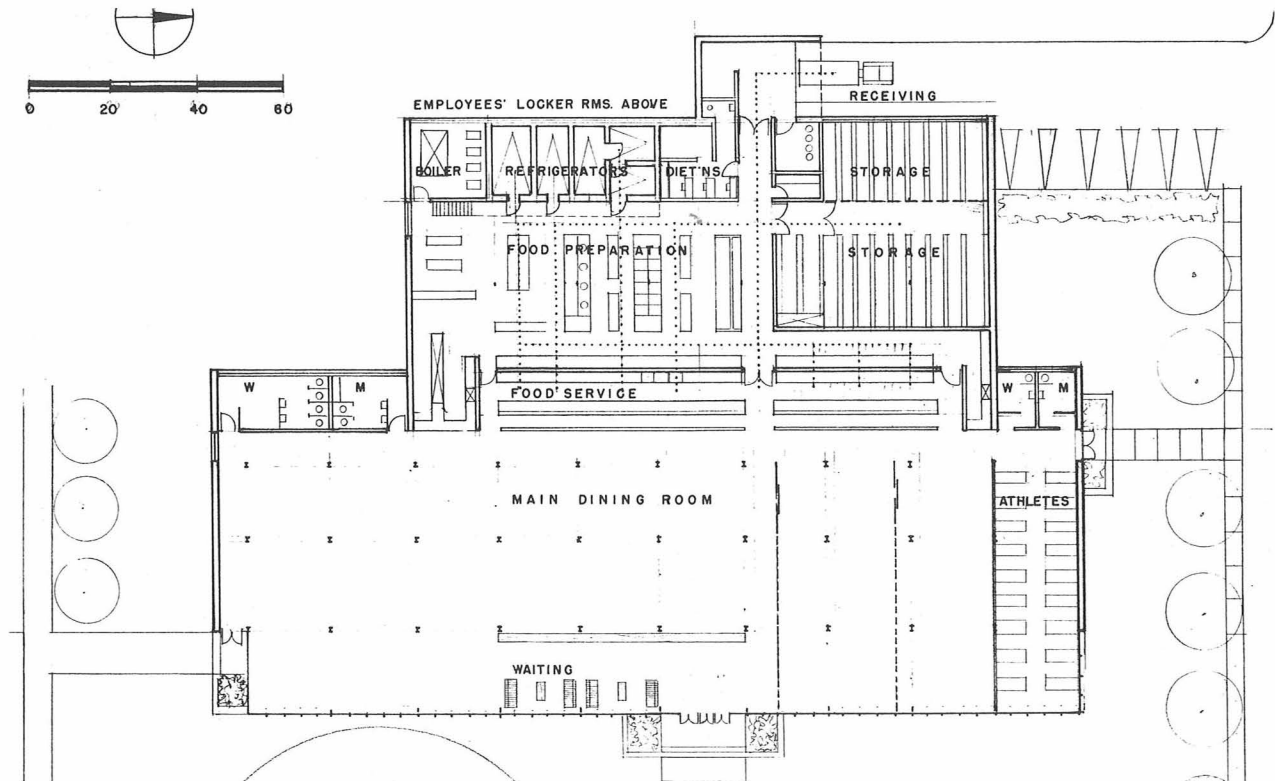 0 20' 40 60
RECEIVING
EMPLOYEES' LOCKER RMS. ABOVE
BOILER REFRIGERATORS DIET'NS STORAGE
FOOD PREPARATION STORAGE
W M FOOD SERVICE W M
MAIN DINING ROOM ATHLETES
WAITING